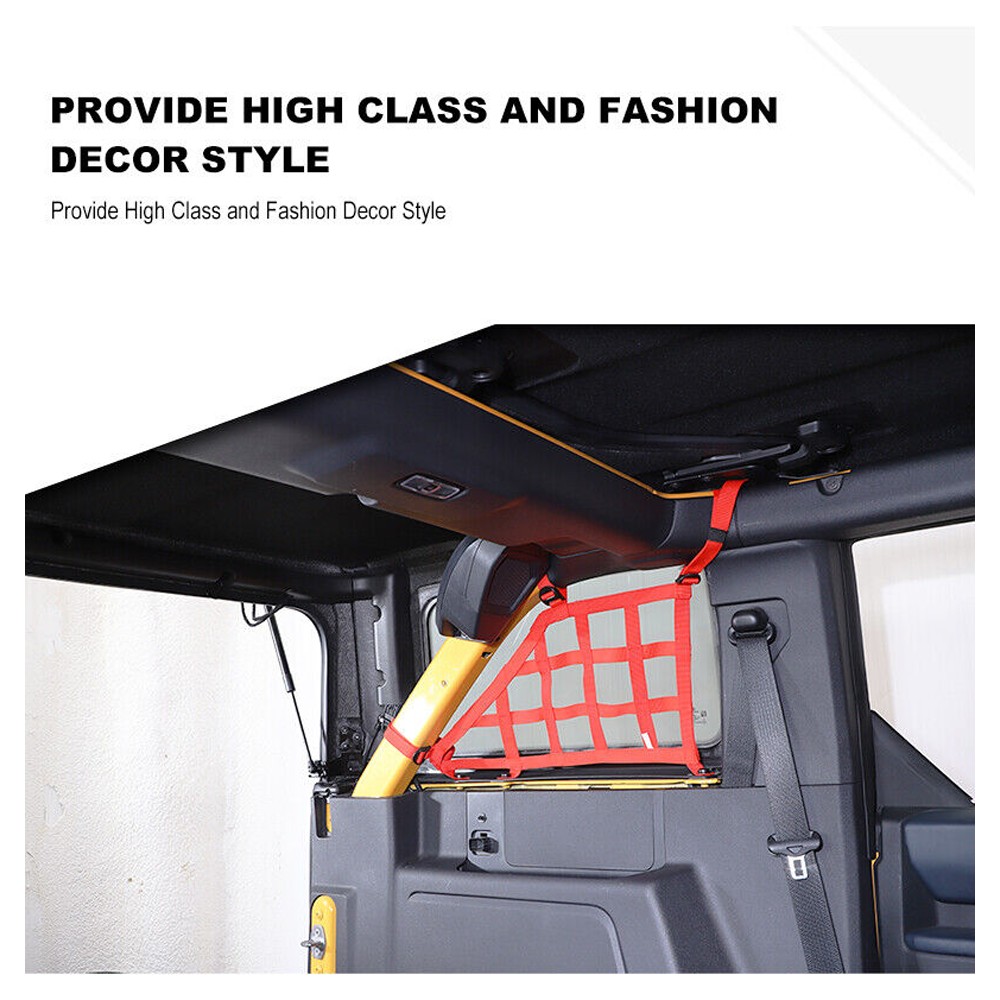 PROVIDE HIGH CLASS AND FASHION
DECOR STYLE
Provide High Class and Fashion Decor Style